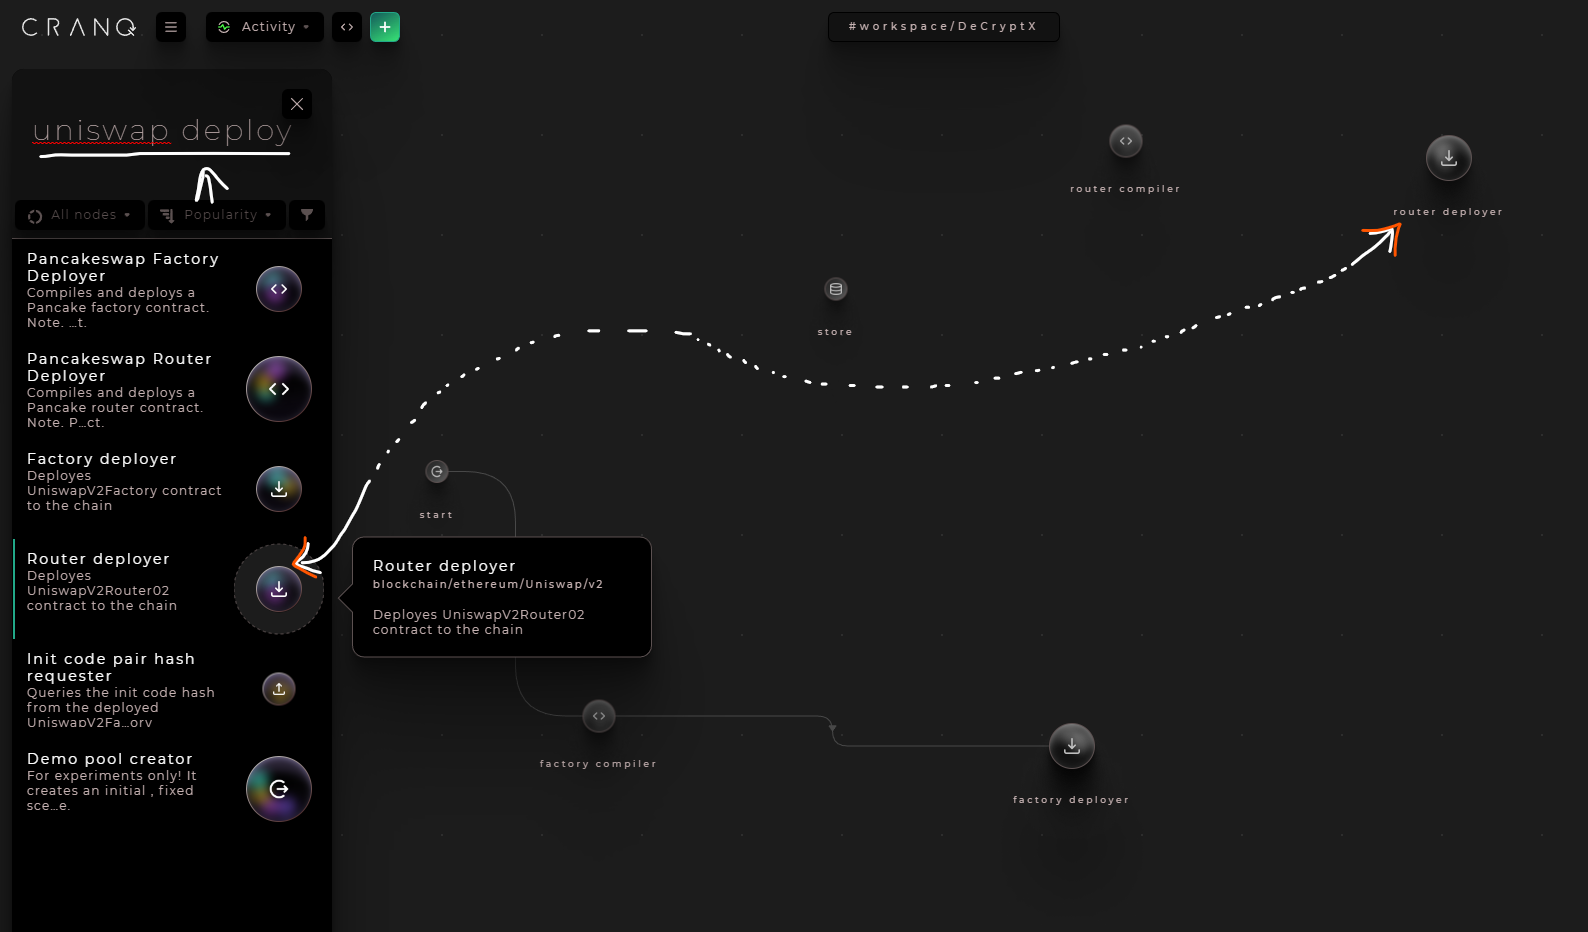 CRANQ
Activity
#workspace/DeCryptX
uniswap deploy
All nodes
Popularity
Pancakeswap Factory
Deployer
Compiles and deploys a
Pancake factory contract.
Note. ...t.
Pancakeswap Router
Deployer
Compiles and deploys a
Pancake router contract.
Note. P...ct.
Factory deployer
Deployes
UniswapV2Factory contract
to the chain
Router deployer
Deployes
UniswapV2Router02
contract to the chain
Init code pair hash
requester
Queries the init code hash
from the deployed
UniswapV2Fa...ory
Demo pool creator
For experiments only! It
creates an initial , fixed
sce...e.
router compiler
router deployer
store
start
Router deployer
blockchain/ethereum/Uniswap/v2
Deployes UniswapV2Router02
contract to the chain
factory compiler
factory deployer